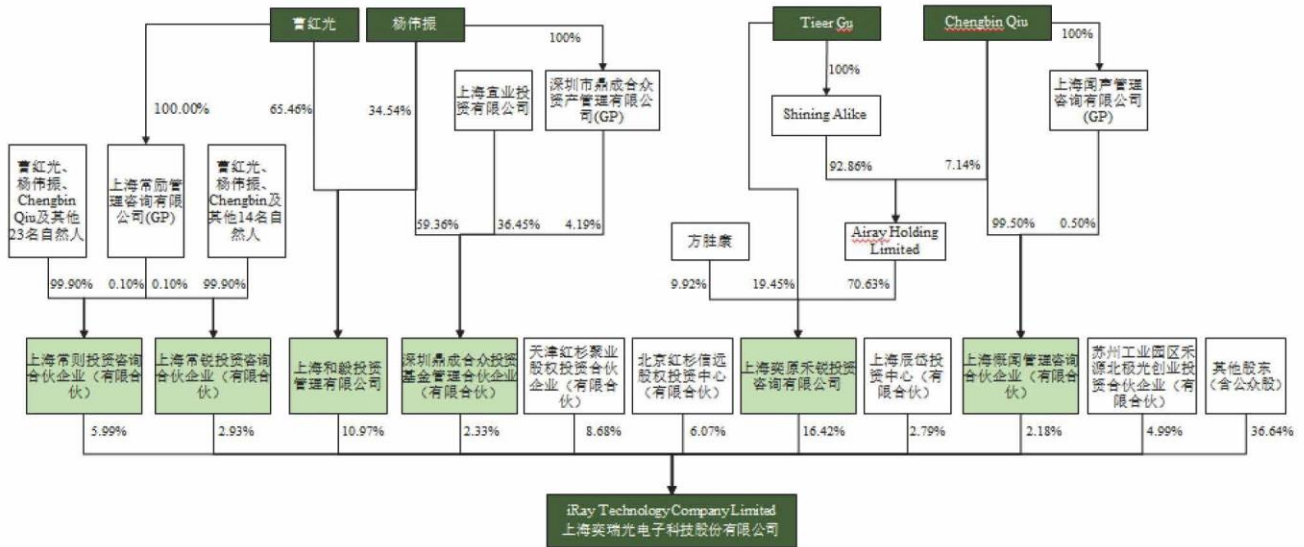 曹红光
杨伟振
Tieer Gu
Chengbin Qiu
100%
100%
100%
上海宜业投
资有限公司
深圳市鼎成合众
资产管理有限公
司(GP)
上海闻声管理
咨询有限公司
(GP)
100.00%
65.46%
34.54%
Shining Alike
92.86%
7.14%
曹红光、
杨伟振、
Chengbin
Qiu及其他
23名自然人
上海常励管
理咨询有限
公司(GP)
曹红光、
杨伟振、
Chengbin及
其他14名自
然人
59.36%
36.45%
4.19%
方胜康
Airay Holding
Limited
99.50%
0.50%
99.90%
0.10%
0.10%
99.90%
9.92%
19.45%
70.63%
上海常则投资咨询
合伙企业（有限合
伙）
上海常锐投资咨询
合伙企业（有限合
伙）
上海和毅投资
管理有限公司
深圳鼎成合众投资
基金管理合伙企业
（有限合伙）
天津红杉聚业
股权投资合伙
企业（有限合
伙）
北京红杉信远
股权投资中心
（有限合伙）
上海奕原禾锐投资
咨询有限公司
上海辰岱投
资中心（有
限合伙）
上海慨闻管理咨询
合伙企业（有限合
伙）
苏州工业园区禾
源北极光创业投
资合伙企业（有
限合伙）
其他股东
（含公众股）
5.99%
2.93%
10.97%
2.33%
8.68%
6.07%
16.42%
2.79%
2.18%
4.99%
36.64%
iRay Technology Company Limited
上海奕瑞光电子科技股份有限公司